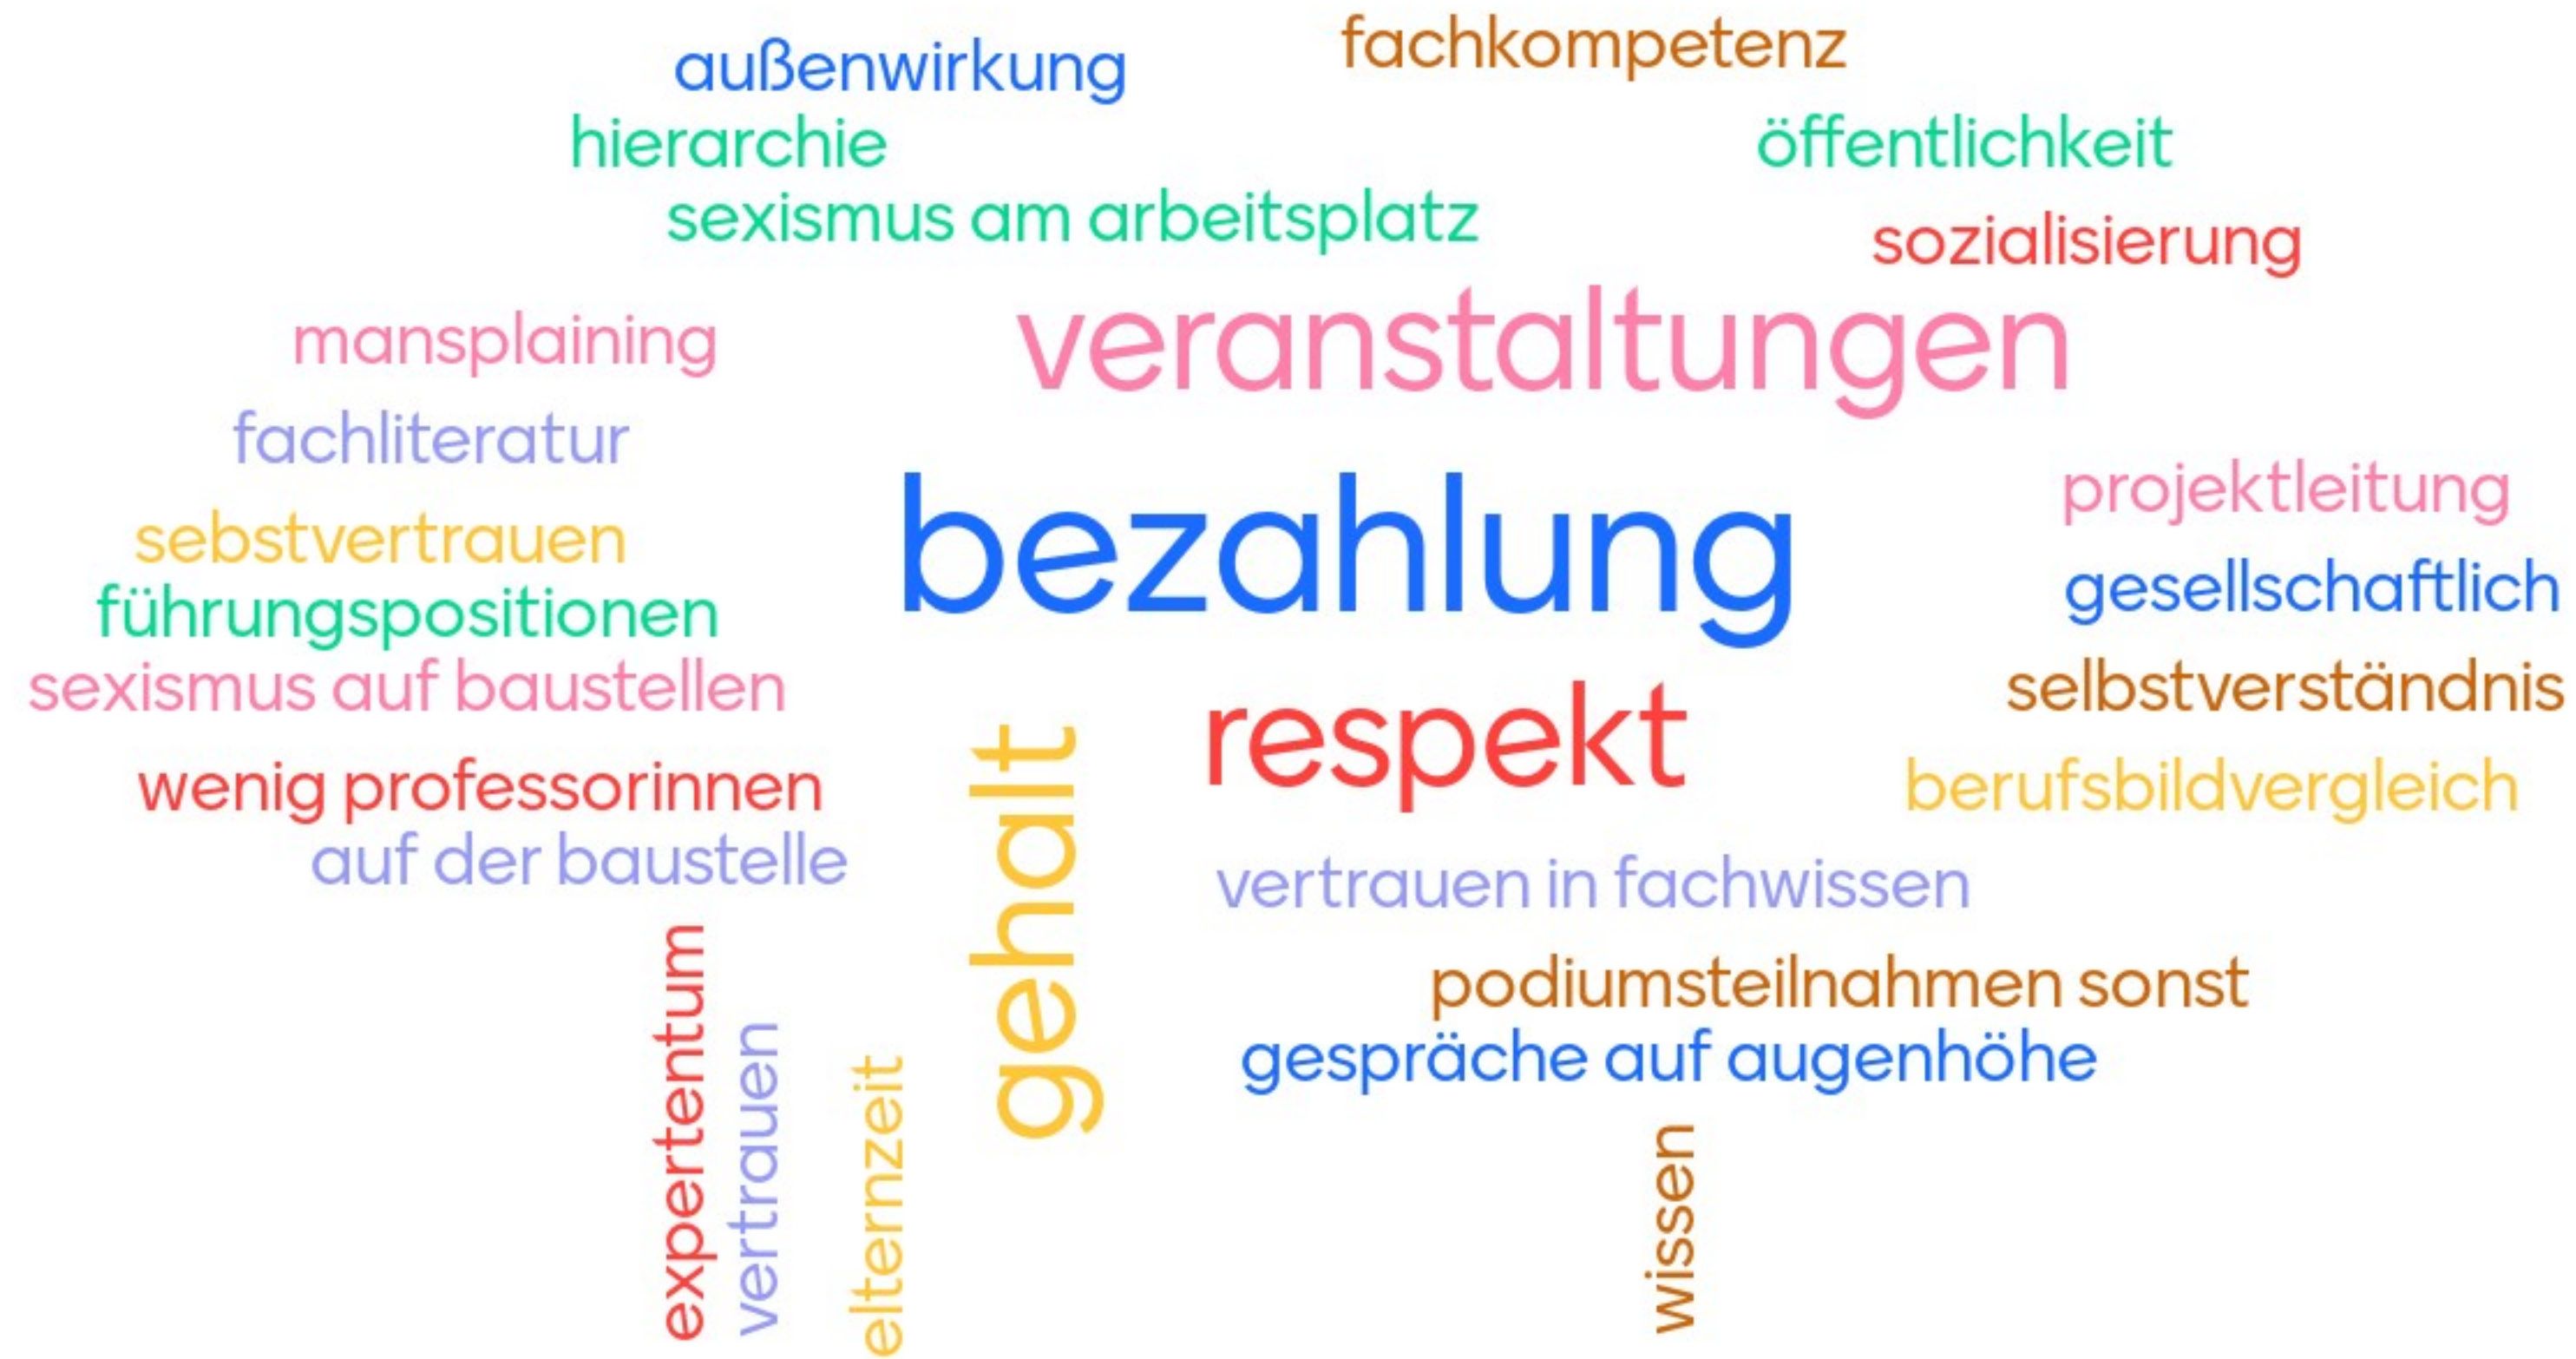 fachkompetenz
außenwirkung
hierarchie
öffentlichkeit
sexismus am arbeitsplatz
sozialisierung
mansplaining
veranstaltungen
fachliteratur
projektleitung
sebstvertrauen
bezahlung
gesellschaftlich
führungspositionen
sexismus auf baustellen
selbstverständnis
respekt
wenig professorinnen
berufsbildvergleich
auf der baustelle
gehalt
vertrauen in fachwissen
podiumsteilnahmen sonst
gespräche auf augenhöhe
expertentum
vertrauen
elternzeit
wissen